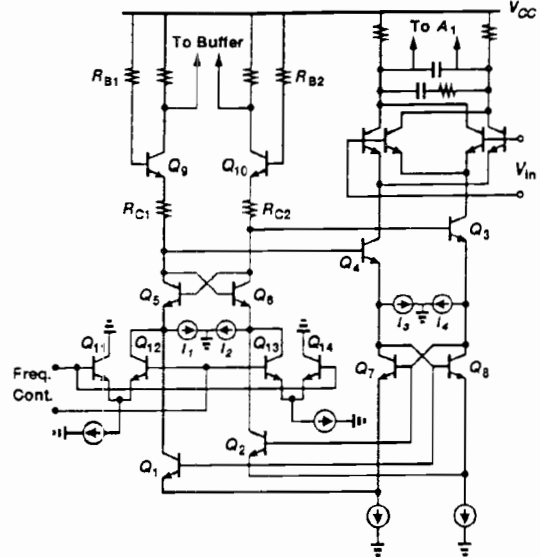 V_CC
To Buffer
To A_1
R_B1
R_B2
Q_9
Q_10
V_in
R_C1
R_C2
Q_3
Q_4
Q_5
Q_6
I_3
I_4
Q_11
Q_12
I_1
I_2
Q_13
Q_14
Q_7
Q_8
Freq.
Cont.
Q_2
Q_1